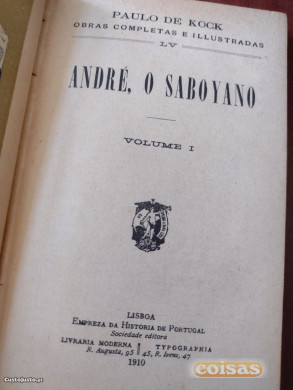 PAULO DE KOCK
OBRAS COMPLETAS E ILLUSTRADAS
LV
ANDRÉ, O SABOYANO
VOLUME I
LISBOA
EMPREZA DA HISTORIA DE PORTUGAL
Sociedade editora
LIVRARIA MODERNA TYPOGRAPHIA
R. Augusta, 95 45, R. Ivens, 47
1910
CustoJusto.pt
coisas